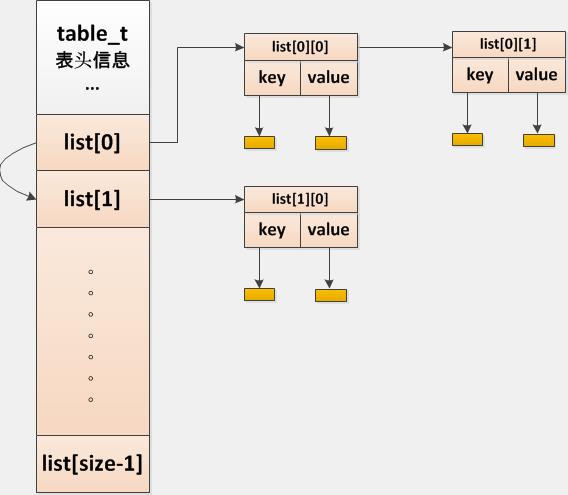 table_t
表头信息
...
list[0]
list[1]
list[size-1]
list[0][0]
key value
list[0][1]
key value
list[1][0]
key value